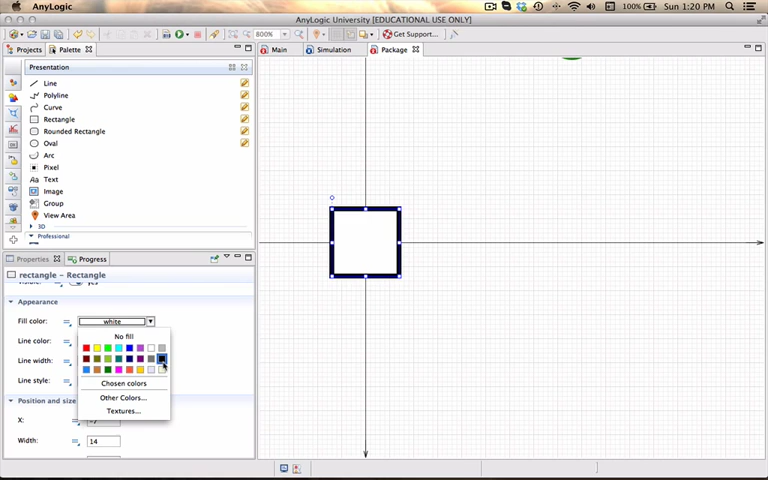 AnyLogic
100%
Sun 1:20 PM
AnyLogic University [EDUCATIONAL USE ONLY]
800%
Get Support...
Projects
Palette
Main
Simulation
Package
Presentation
Line
Polyline
Curve
Rectangle
Rounded Rectangle
Oval
Arc
Pixel
Text
Image
Group
View Area
3D
Professional
Properties
Progress
rectangle - Rectangle
Visible:
yes
Appearance
Fill color:
white
No fill
Line color:
Line width:
Line style:
Chosen colors
Other Colors...
Textures...
Position and size
X:
-7
Width:
14